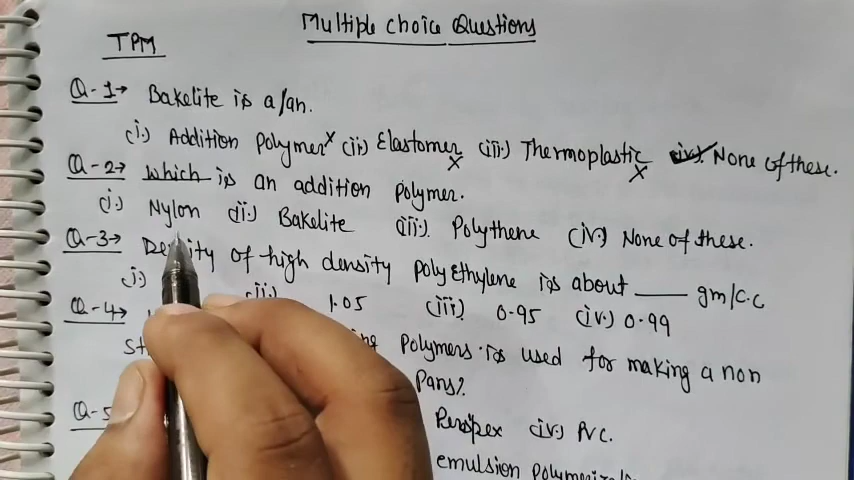 Multiple choice Questions
TPM
Q-1→ Bakelite is a/an.
(i.) Addition Polymer x (ii.) Elastomer x (iii.) Thermoplastic x (iv.) None of these.
Q-2→ Which is an addition polymer.
(i.) Nylon (ii.) Bakelite (iii.) Polythene (iv.) None of these.
Q-3→ Density of high density polyEthylene is about ___ gm/c.c
(i.) (ii.) 1.05 (iii.) 0.95 (iv.) 0.99
Q-4→ polymers is used for making a non
Pans?
Perspex (iv.) PVC.
Q-5
emulsion